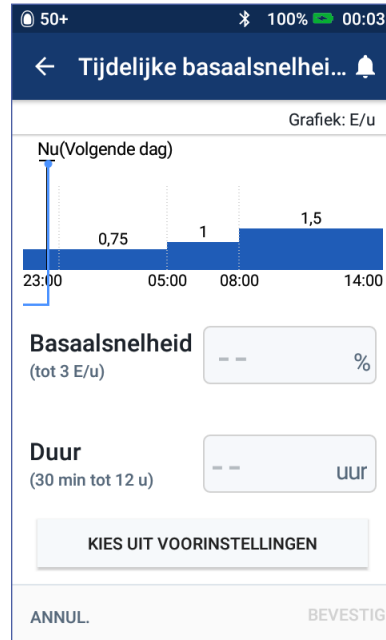 50+ 100% 00:03
Tijdelijke basaalsnelhei...
Grafiek: E/u
Nu(Volgende dag)
0,75 1 1,5
23:00 05:00 08:00 14:00
Basaalsnelheid
(tot 3 E/u)
-- %
Duur
(30 min tot 12 u)
-- uur
KIES UIT VOORINSTELLINGEN
ANNUL. BEVESTIG